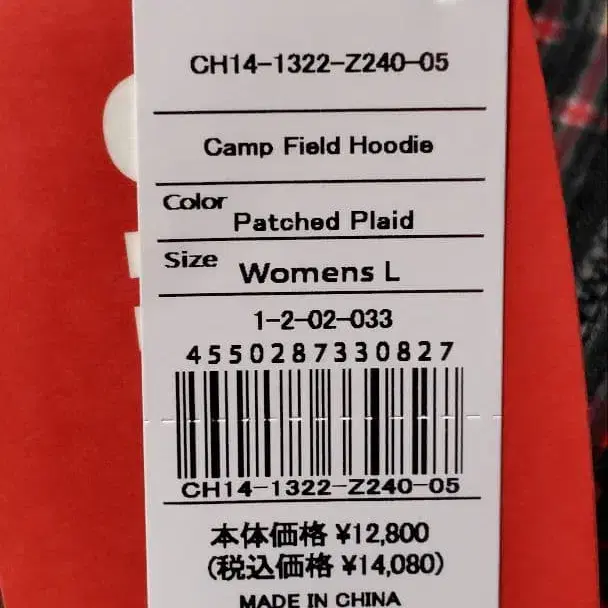 CH14-1322-Z240-05
Camp Field Hoodie
Color Patched Plaid
Size Womens L
1-2-02-033
4550287330827
CH14-1322-Z240-05
本体価格 ¥12,800
(税込価格 ¥14,080)
MADE IN CHINA